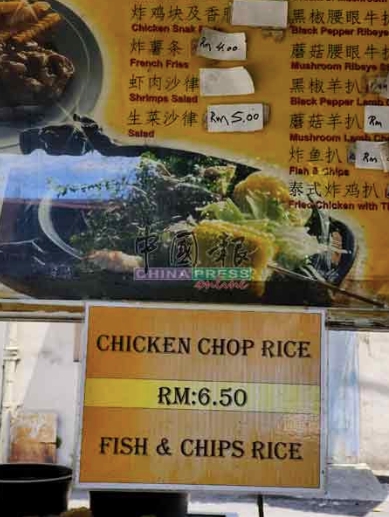 炸鸡块及香
Chicken Snak
炸薯条 Rm 4.00
French Fries
虾肉沙律
Shrimps Salad
生菜沙律 Rm 5.00
Salad
黑椒腰眼牛
Black Pepper Ribeye
蘑菇腰眼牛
Mushroom Ribeye S
黑椒羊扒
Black Pepper Lamb
蘑菇羊扒 Rm
Mushroom Lamb C
炸鱼扒 Rm
Fish & Chips
泰式炸鸡扒
Fried Chicken with T
中國報
CHINA PRESS
online
CHICKEN CHOP RICE
RM:6.50
FISH & CHIPS RICE